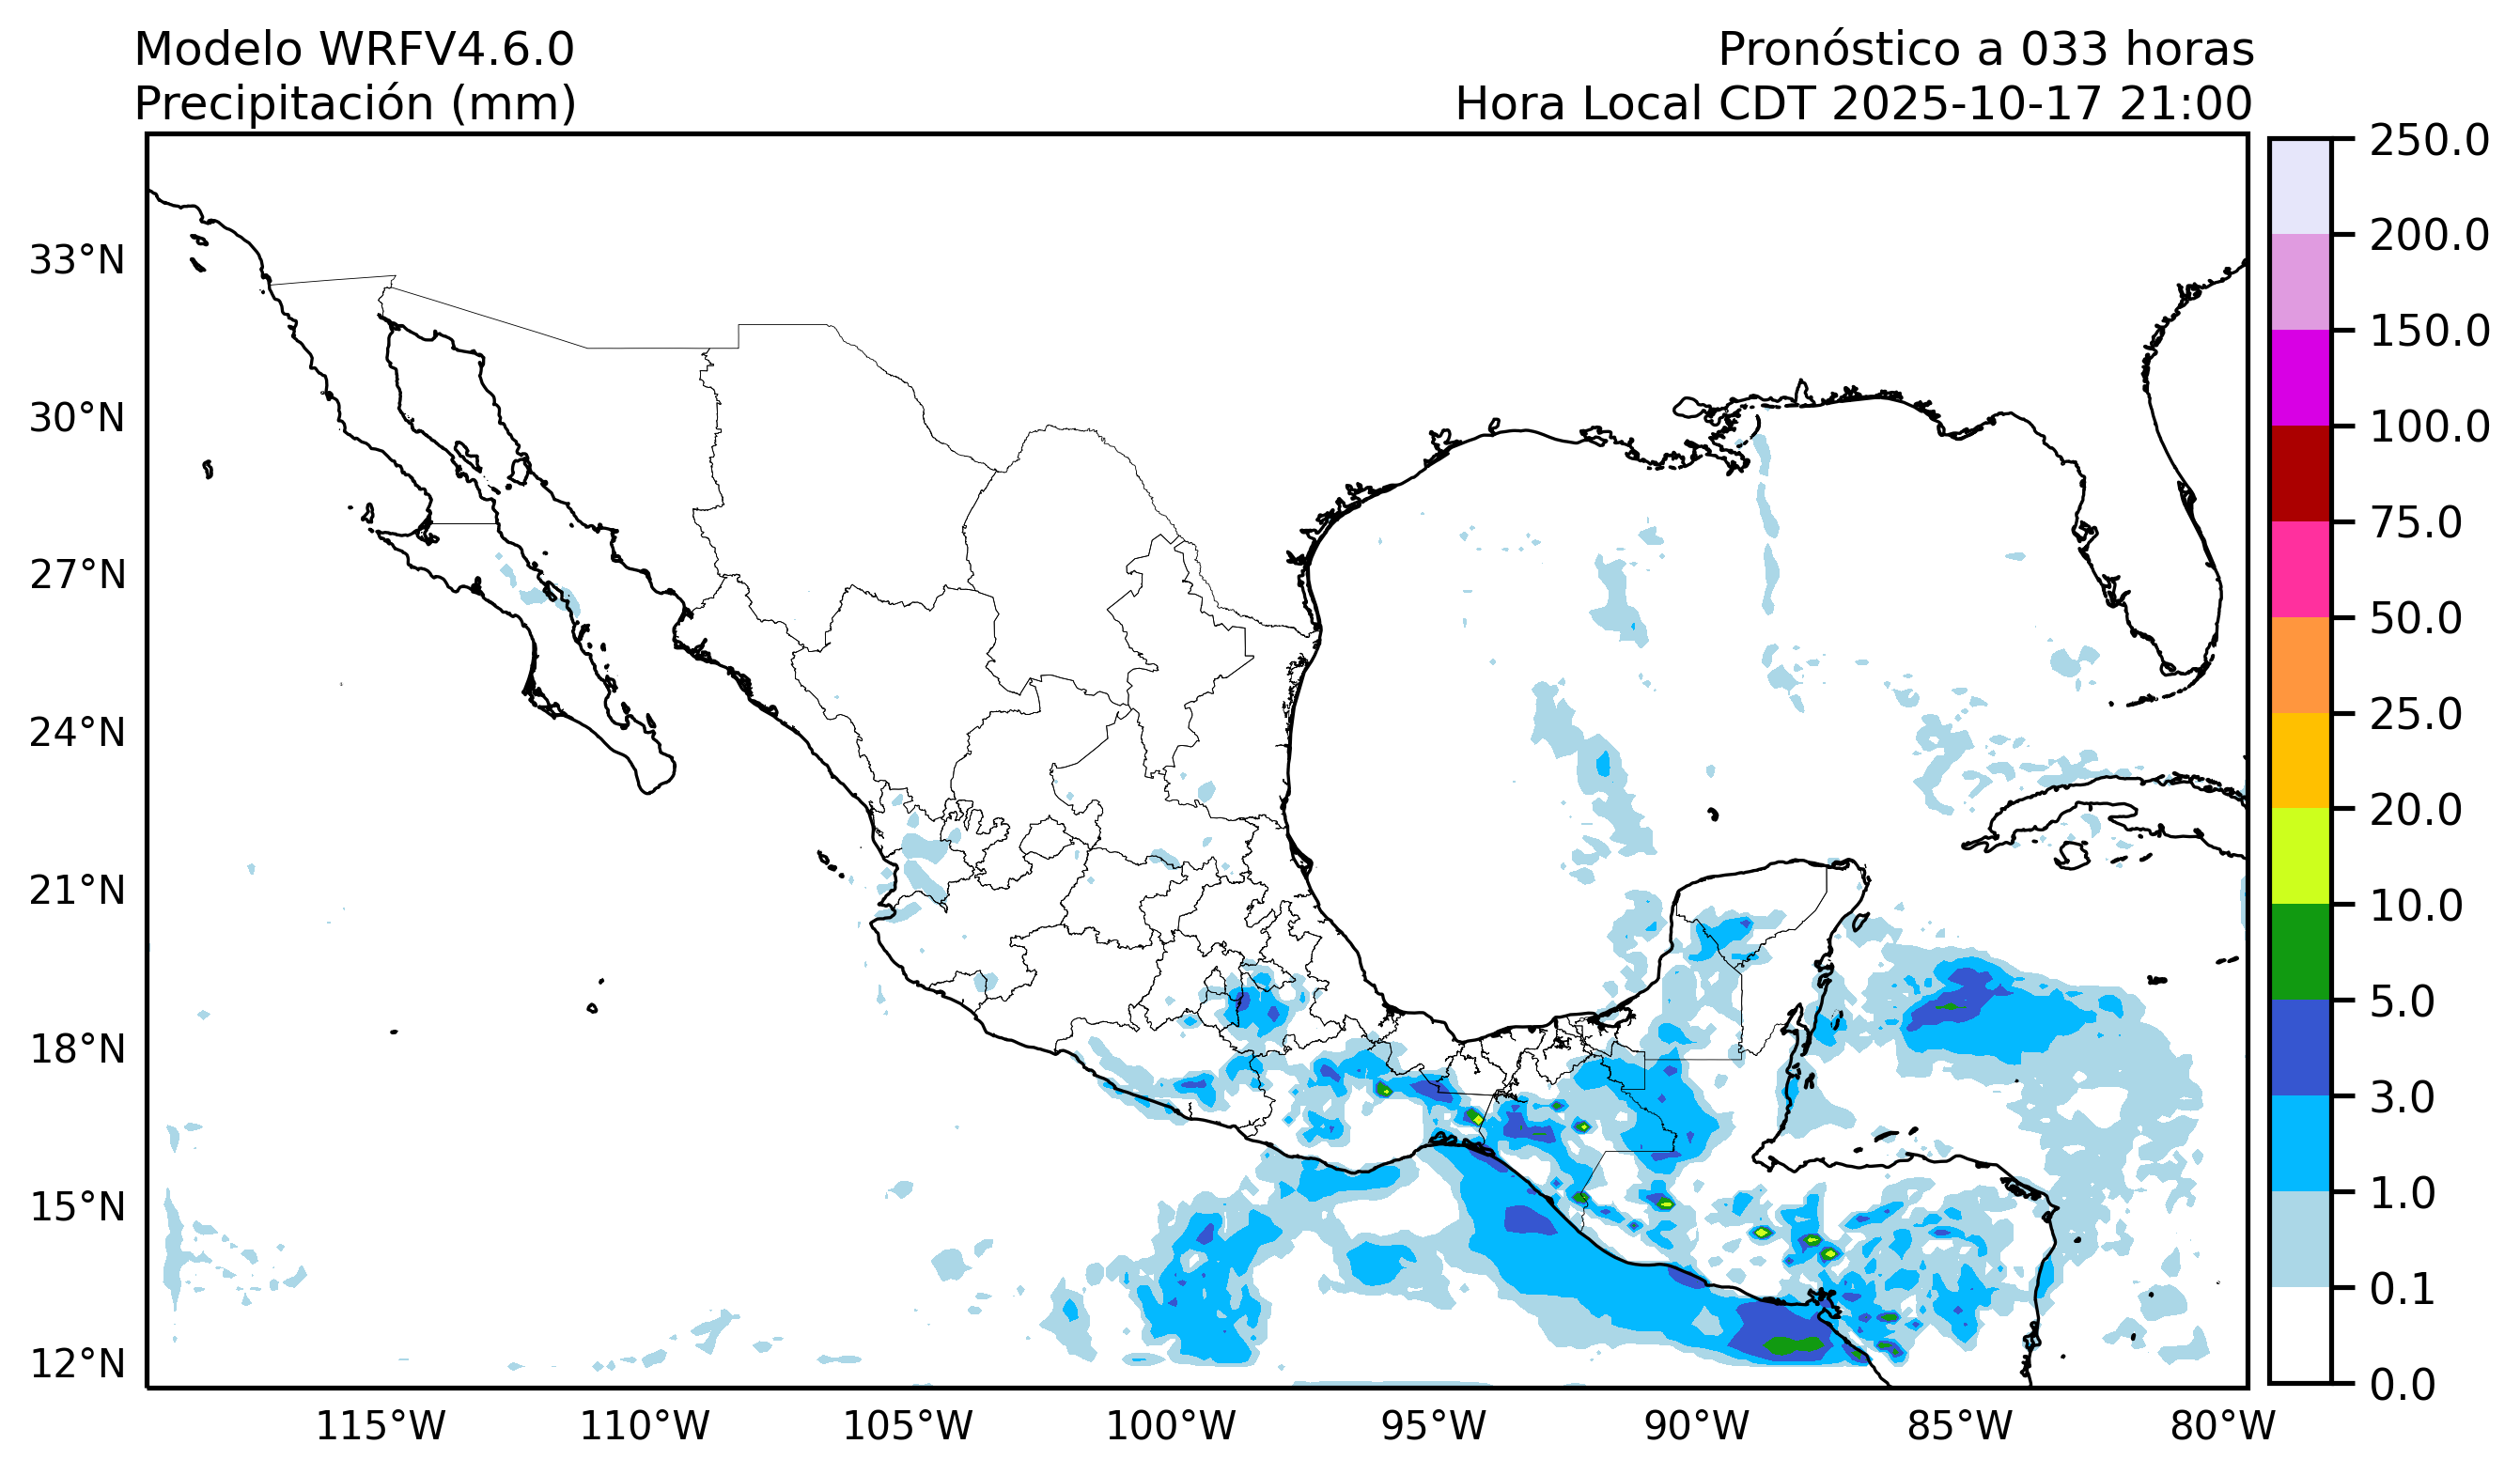 Modelo WRFV4.6.0
Precipitación (mm)
Pronóstico a 033 horas
Hora Local CDT 2025-10-17 21:00
33°N
30°N
27°N
24°N
21°N
18°N
15°N
12°N
115°W
110°W
105°W
100°W
95°W
90°W
85°W
80°W
250.0
200.0
150.0
100.0
75.0
50.0
25.0
20.0
10.0
5.0
3.0
1.0
0.1
0.0